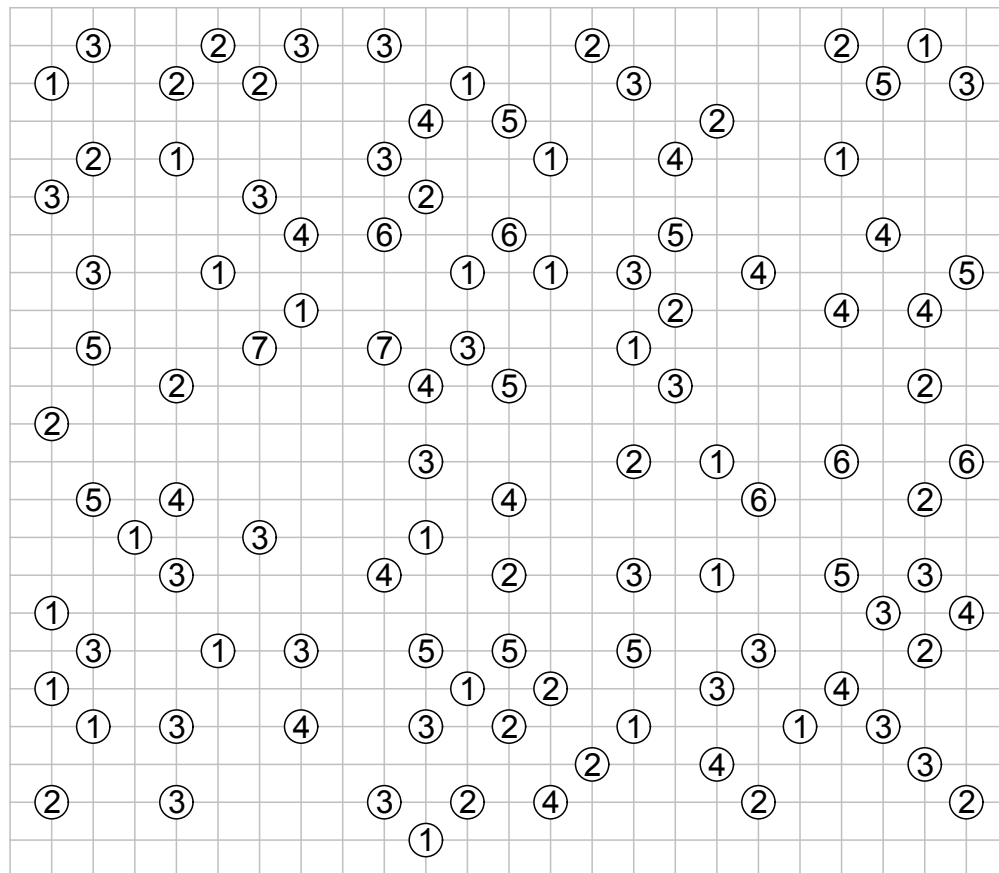 3 2 3 3 2 2 1
1 2 2 1 3 5 3
4 5 2
2 1 3 1 4 1
3 3 2
4 6 6 5 4
3 1 1 1 3 4 5
1 2 4 4
5 7 7 3 1
2 4 5 3 2
2
3 2 1 6 6
5 4 4 6 2
1 3 1
3 4 2 3 1 5 3
1 3 4
3 1 3 5 5 5 3 2
1 1 2 3 4
1 3 4 3 2 1 1 3
2 4 3
2 3 3 2 4 2 2
1